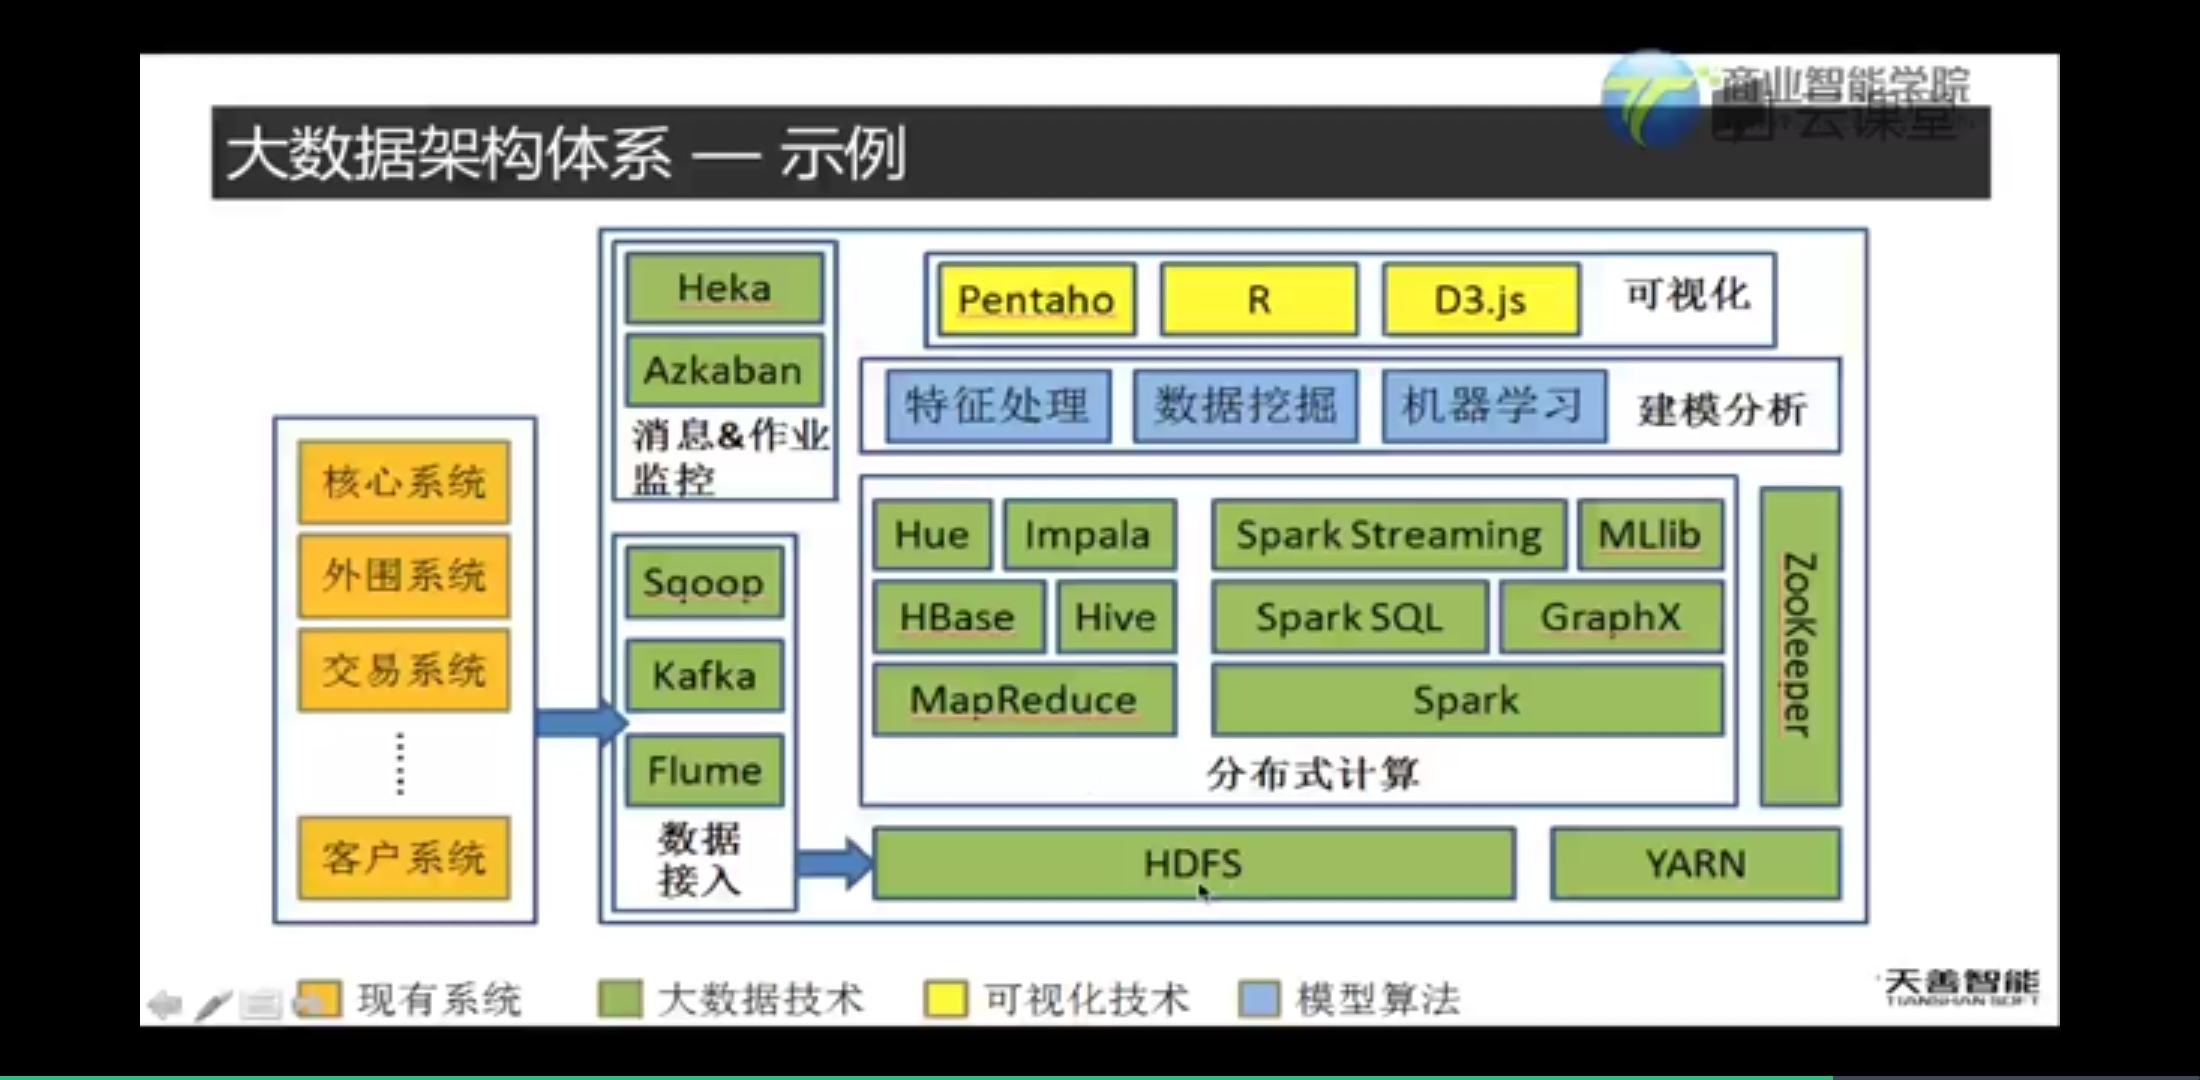 商业智能学院
云课堂
大数据架构体系 — 示例
核心系统
外围系统
交易系统
......
客户系统
Heka
Azkaban
消息&作业
监控
Sqoop
Kafka
Flume
数据
接入
Pentaho
R
D3.js
可视化
特征处理
数据挖掘
机器学习
建模分析
Hue
Impala
Spark Streaming
MLlib
HBase
Hive
Spark SQL
GraphX
MapReduce
Spark
分布式计算
ZooKeeper
HDFS
YARN
现有系统
大数据技术
可视化技术
模型算法
天善智能
TIANSHANSOFT